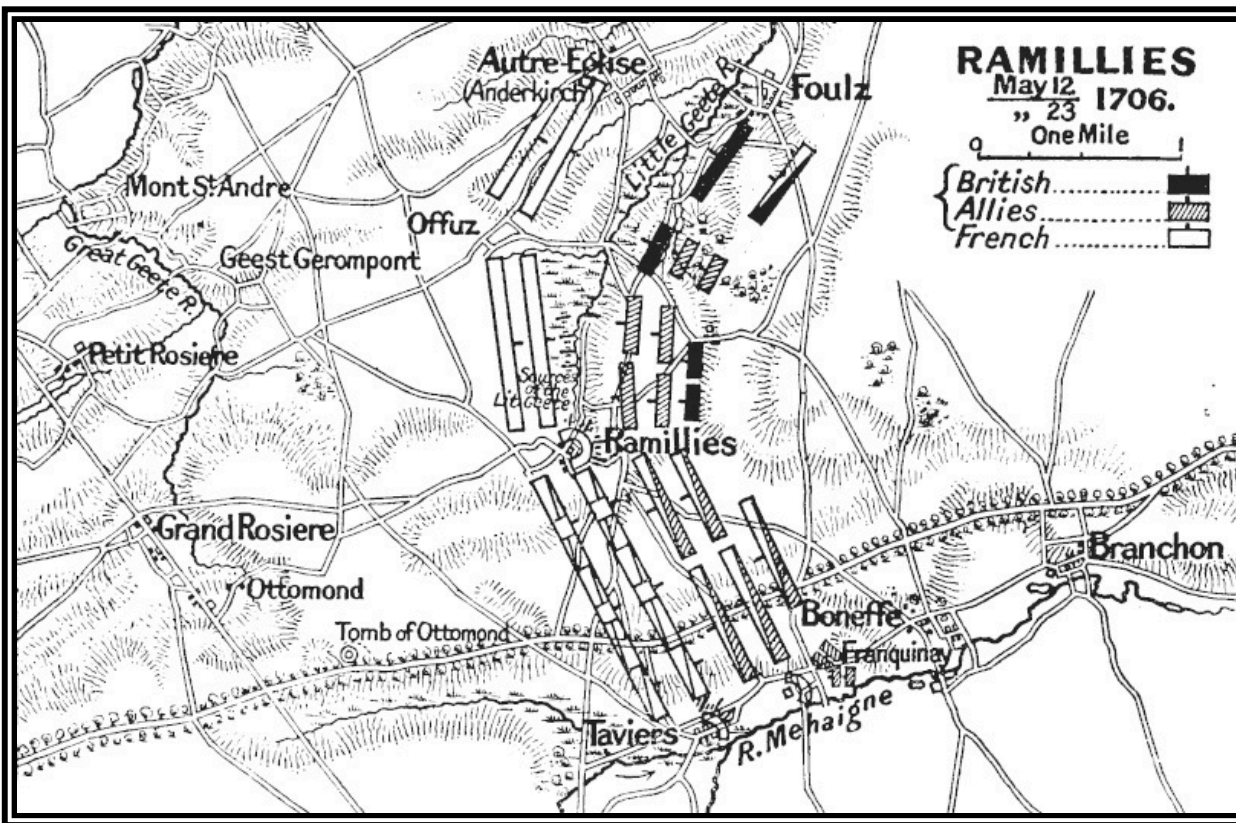 RAMILLIES
May 12
" 23 1706.
One Mile
0 1
British
Allies
French
Autre-Eglise
(Anderkirch)
Little Geete R.
Foulz
Mont St. Andre
Offuz
Great Geete R.
Geest Gerompont
Petit Rosiere
Sources
of the
Lit. Geete
Ramillies
Grand Rosiere
Branchon
Ottomond
Boneffe
Tomb of Ottomond
Franquinay
Taviers
R. Mehaigne